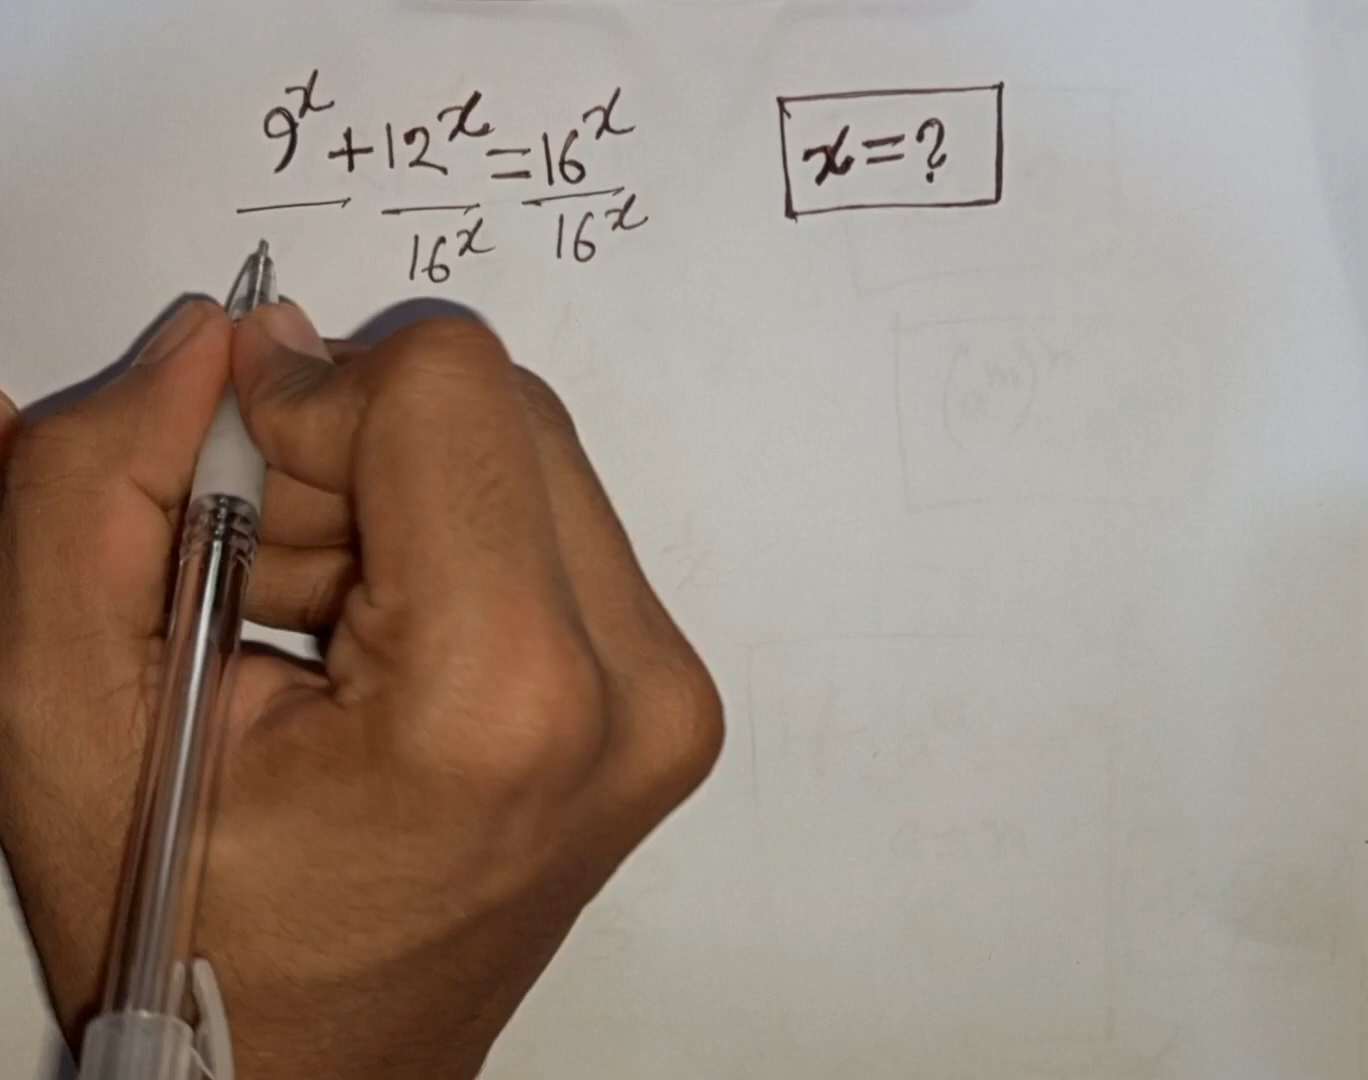 9^x + 12^x = 16^x
16^x 16^x
x = ?
(a^m)^n